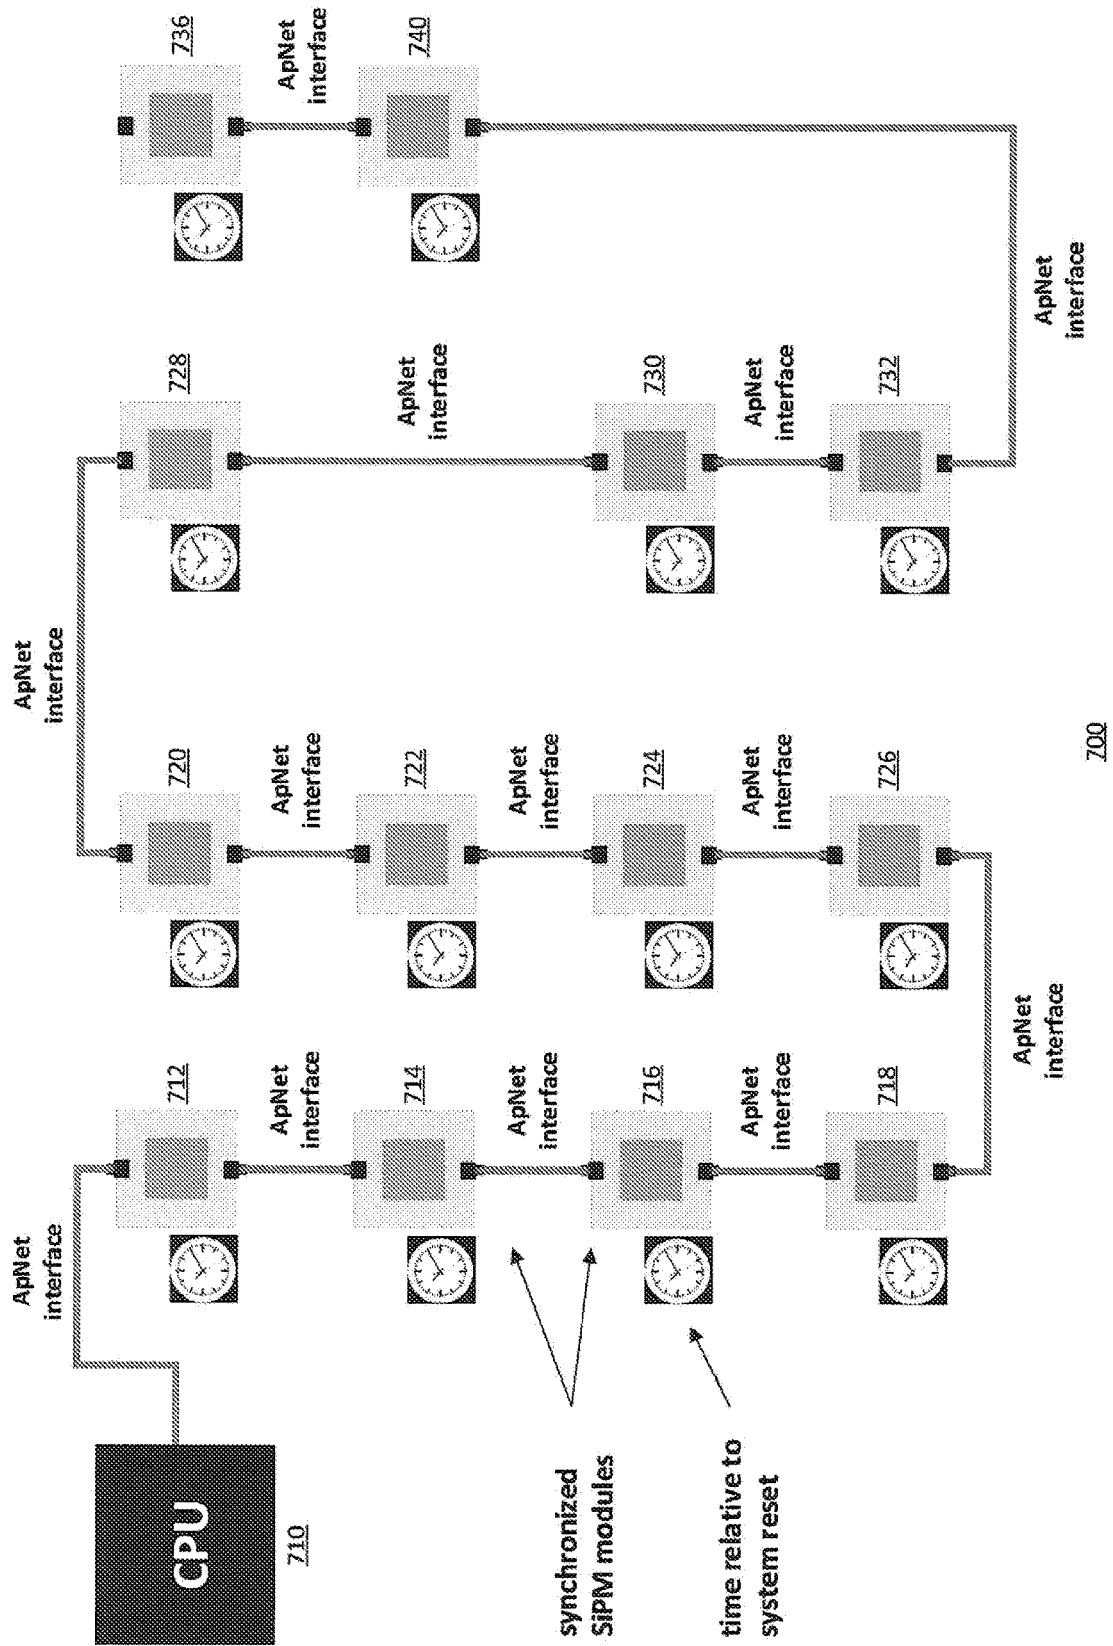 ApNet
interface
ApNet
interface
CPU
710
712
720
728
736
ApNet
interface
ApNet
interface
ApNet
interface
714
722
ApNet
interface
740
ApNet
interface
ApNet
interface
synchronized
SiPM modules
716
724
730
time relative to
system reset
ApNet
interface
ApNet
interface
ApNet
interface
718
726
732
ApNet
interface
ApNet
interface
700